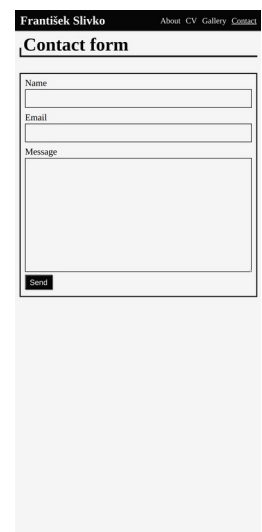 František Slivko About CV Gallery Contact
Contact form
Name
Email
Message
Send